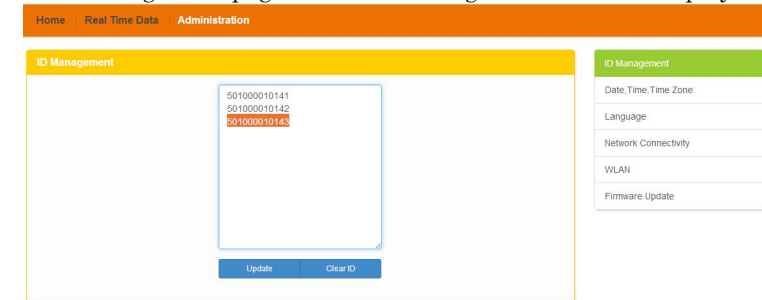 Home Real Time Data Administration
ID Management
501000010141
501000010142
501000010143
Update Clear ID
ID Management
Date,Time,Time Zone
Language
Network Connectivity
WLAN
Firmware Update